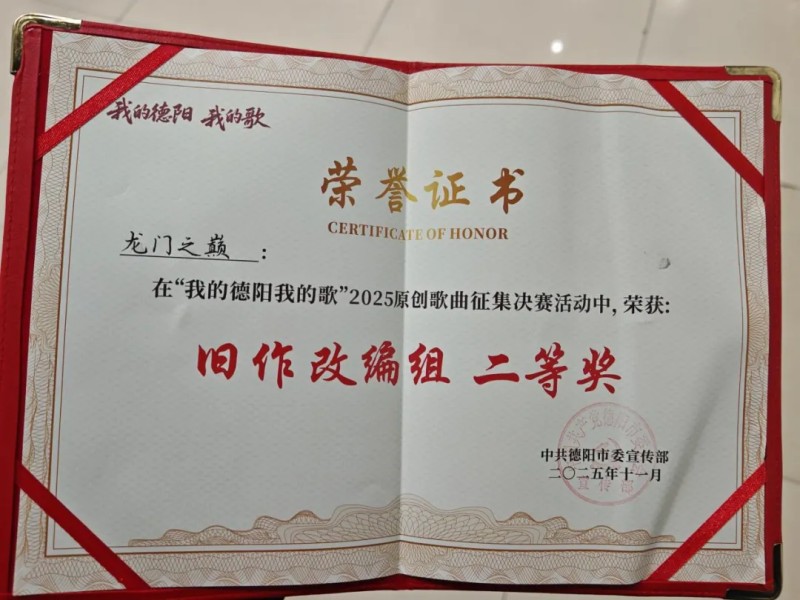 我的德阳 我的歌
荣誉证书
CERTIFICATE OF HONOR
龙门之巅:
在“我的德阳我的歌”2025原创歌曲征集决赛活动中, 荣获:
旧作改编组 二等奖
中共德阳市委宣传部
二〇二五年十一月
宣传部